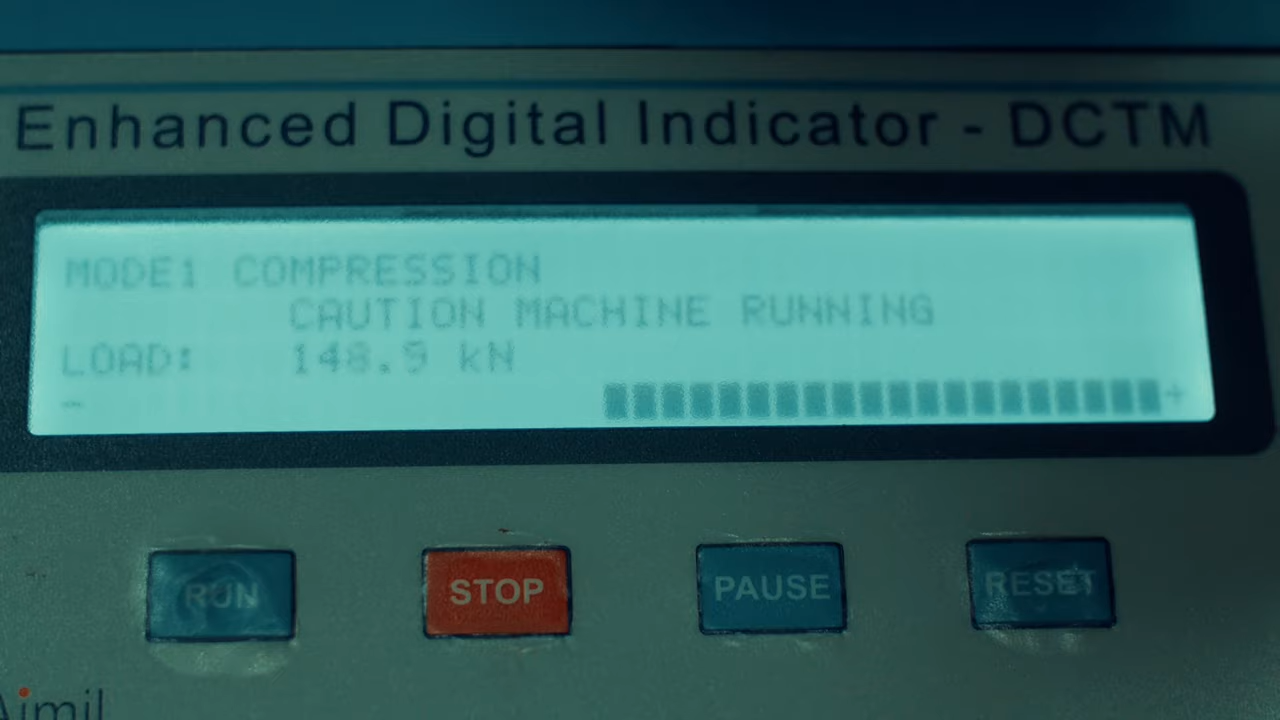 Enhanced Digital Indicator - DCTM
MODE1 COMPRESSION
CAUTION MACHINE RUNNING
LOAD: 148.9 kN
RUN
STOP
PAUSE
RESET
Aimil